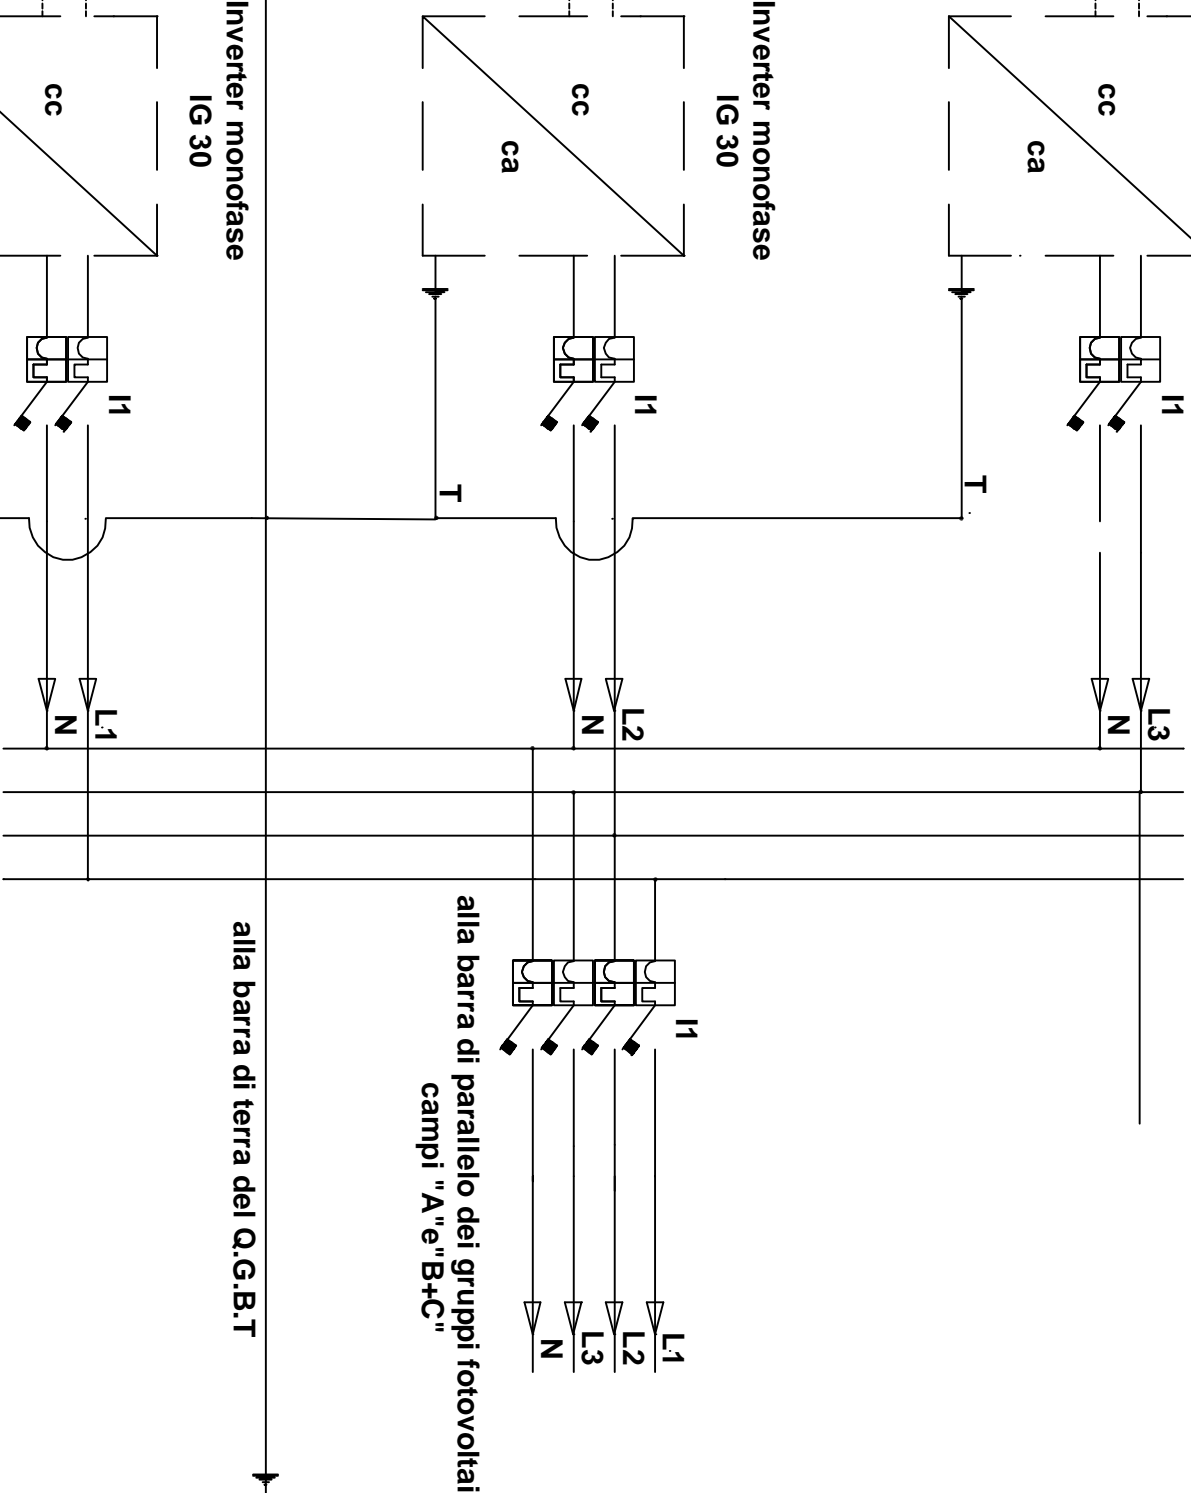 Inverter monofase
IG 30
cc
I1
L1
N
Inverter monofase
IG 30
cc
ca
I1
T
L2
N
cc
ca
I1
T
L3
N
I1
L1
L2
L3
N
alla barra di parallelo dei gruppi fotovoltai
campi "A"e"B+C"
alla barra di terra del Q.G.B.T